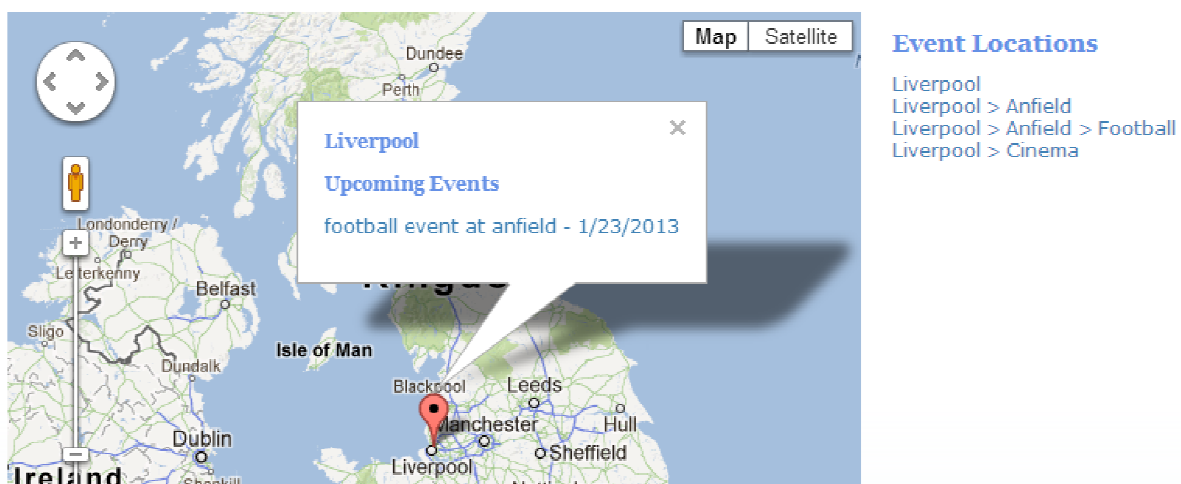 Map
Satellite
Event Locations
Liverpool
Liverpool > Anfield
Liverpool > Anfield > Football
Liverpool > Cinema
Dundee
Perth
Liverpool
×
Upcoming Events
football event at anfield - 1/23/2013
Londonderry /
Derry
Letterkenny
Belfast
Sligo
Isle of Man
Dundalk
Blackpool
Leeds
Manchester
Hull
Dublin
Sheffield
Liverpool
Ireland